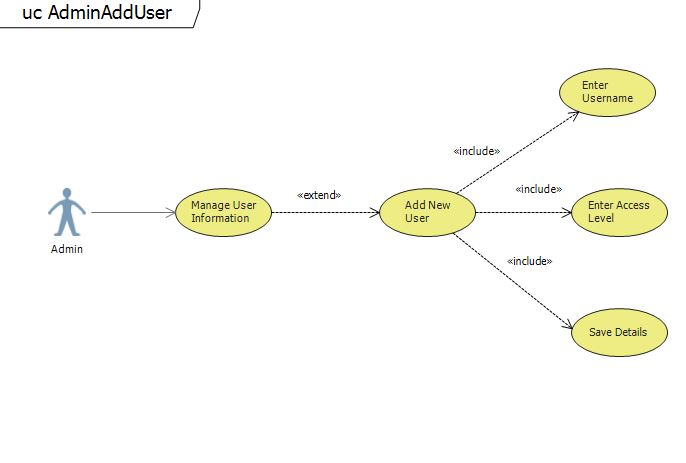 uc AdminAddUser
Enter
Username
«include»
«extend»
«include»
Manage User
Information
Add New
User
Enter Access
Level
Admin
«include»
Save Details